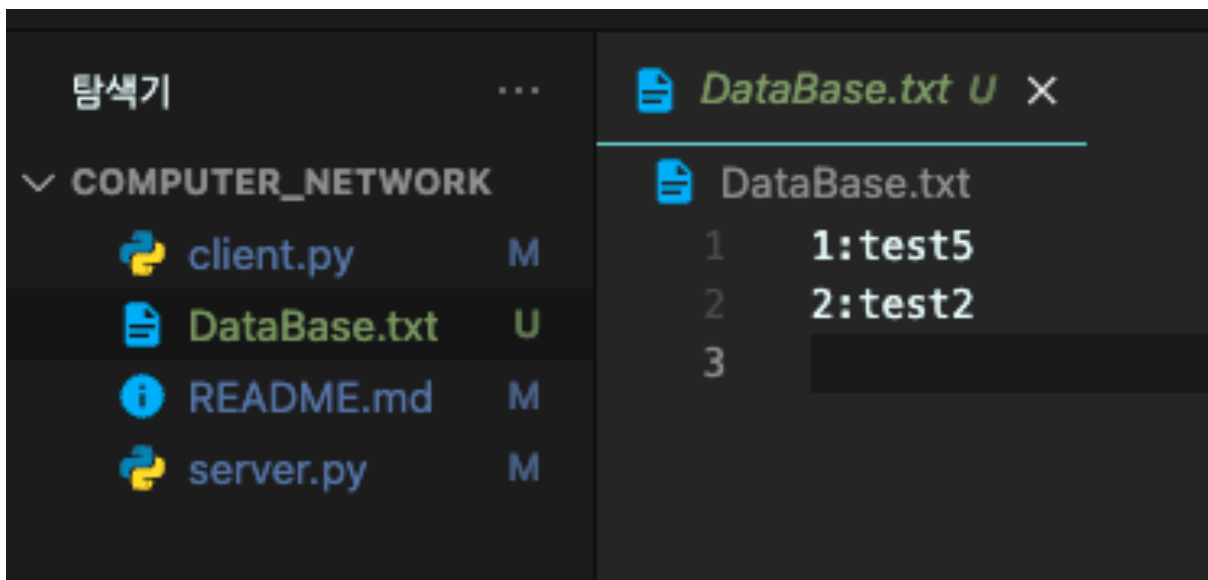 탐색기 ...
COMPUTER_NETWORK
client.py M
DataBase.txt U
README.md M
server.py M
DataBase.txt U
DataBase.txt
1 1:test5
2 2:test2
3